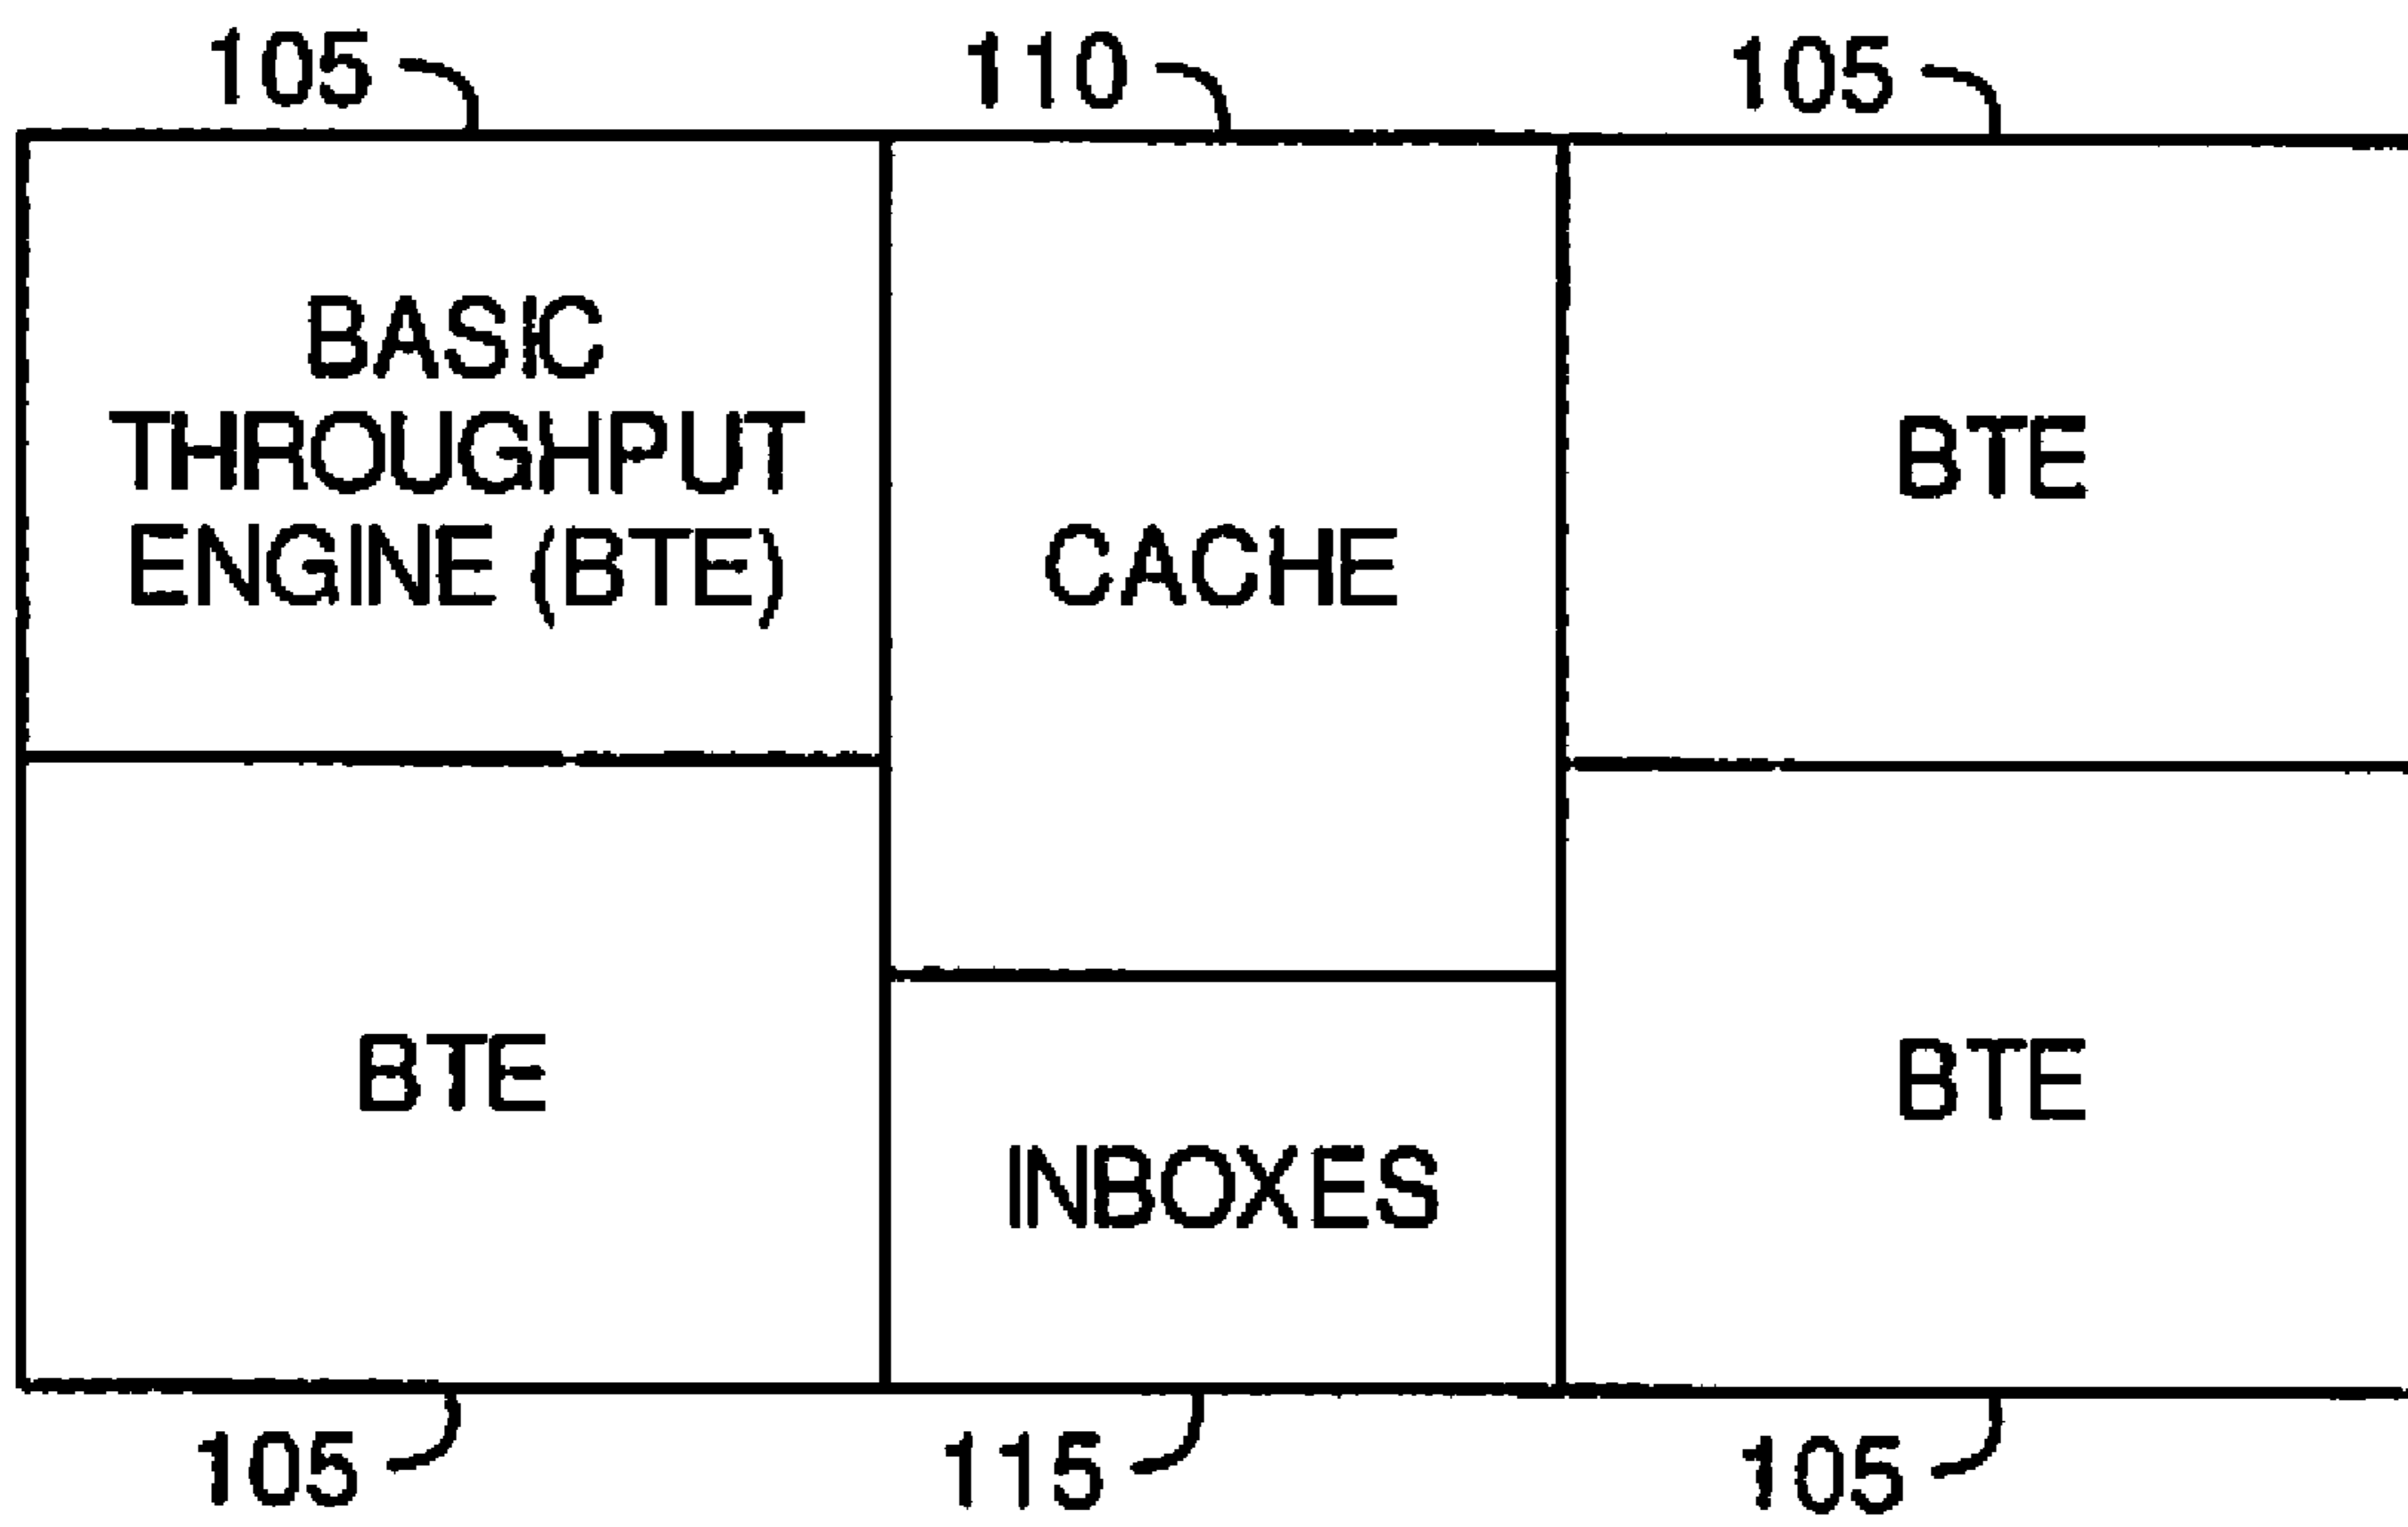 105
110
105
BASIC
THROUGHPUT
ENGINE (BTE)
CACHE
BTE
BTE
INBOXES
BTE
105
115
105